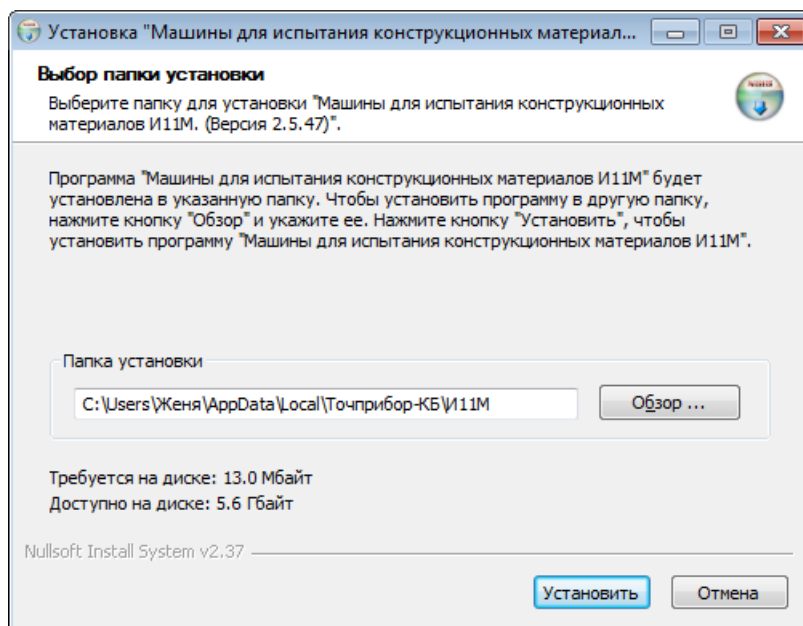 Установка "Машины для испытания конструкционных материал...
Выбор папки установки
Выберите папку для установки "Машины для испытания конструкционных
материалов И11М. (Версия 2.5.47)".
Программа "Машины для испытания конструкционных материалов И11М" будет
установлена в указанную папку. Чтобы установить программу в другую папку,
нажмите кнопку "Обзор" и укажите ее. Нажмите кнопку "Установить", чтобы
установить программу "Машины для испытания конструкционных материалов И11М".
Папка установки
C:\Users\Женя\AppData\Local\Точприбор-КБ\И11М
Обзор ...
Требуется на диске: 13.0 Мбайт
Доступно на диске: 5.6 Гбайт
Nullsoft Install System v2.37
Установить
Отмена